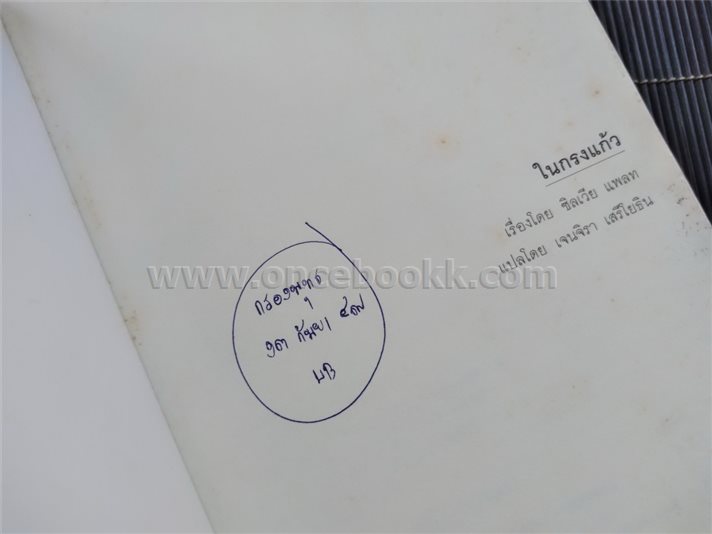 ในกรงแก้ว
เรื่องโดย ซิลเวีย แพลท
แปลโดย เจนจิรา เสรีโยธิน
www.oncebookk.com
๑๓ กันยา ๔๗